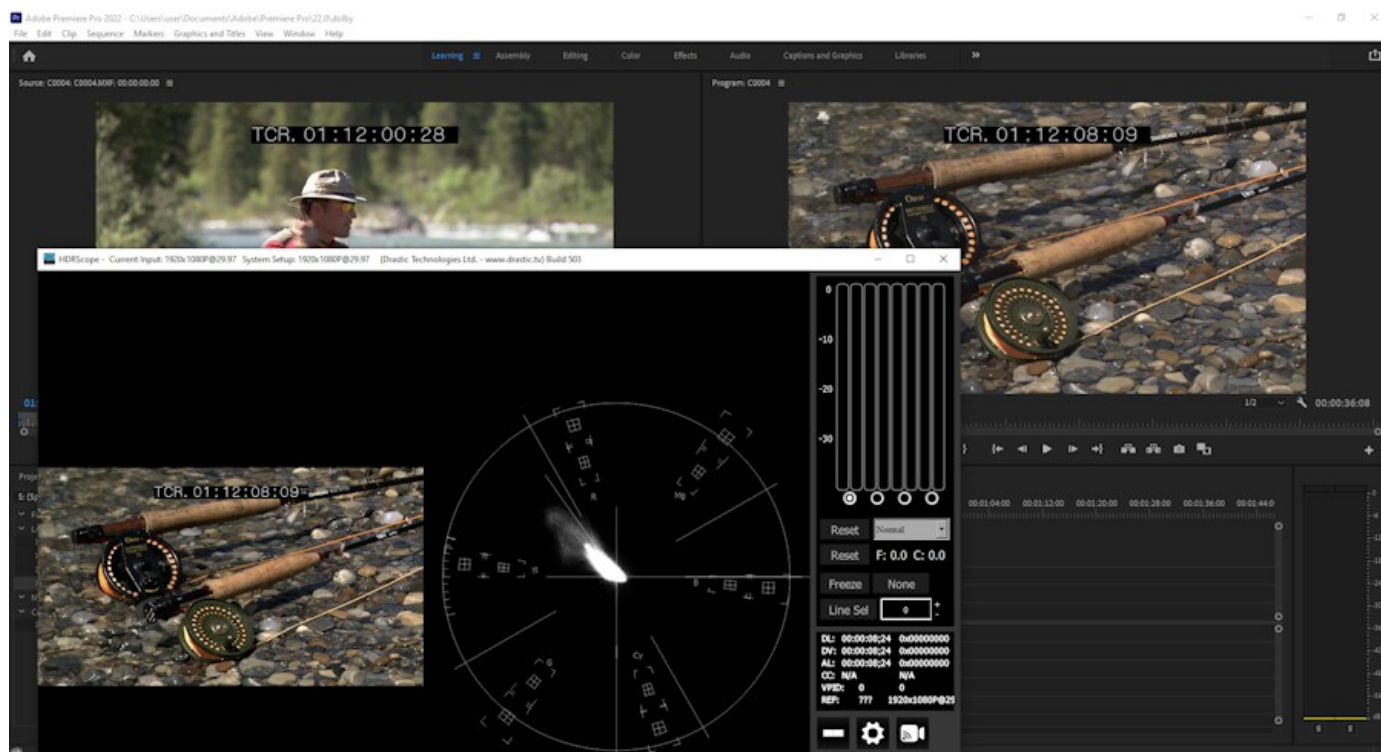 Adobe Premiere Pro 2022 - C:\Users\user\Documents\Adobe\Premiere Pro\22.0\dolby
File Edit Clip Sequence Markers Graphics and Titles View Window Help
Learning Assembly Editing Color Effects Audio Captions and Graphics Libraries
Source: C0004: C0004.MXF: 00:00:00:00
Program: C0004
TCR. 01:12:00:28
TCR. 01:12:08:09
HDRScope - Current Input: 1920x1080P@29.97 System Setup: 1920x1080P@29.97 (Drastic Technologies Ltd. - www.drastic.tv) Build 503
0
-10
-20
-30
1/2
00:00:36:08
TCR. 01:12:08:09
R
Mg
Yl
B
G
Cy
Reset Normal
Reset F: 0.0 C: 0.0
Freeze None
Line Sel 0 + -
DL: 00:00:08;24 0x00000000
DV: 00:00:08;24 0x00000000
AL: 00:00:08;24 0x00000000
CC: N/A N/A
VPID: 0 0
REF: ??? 1920x1080P@29
00:01:04:00 00:01:12:00 00:01:20:00 00:01:28:00 00:01:36:00 00:01:44:0
S S